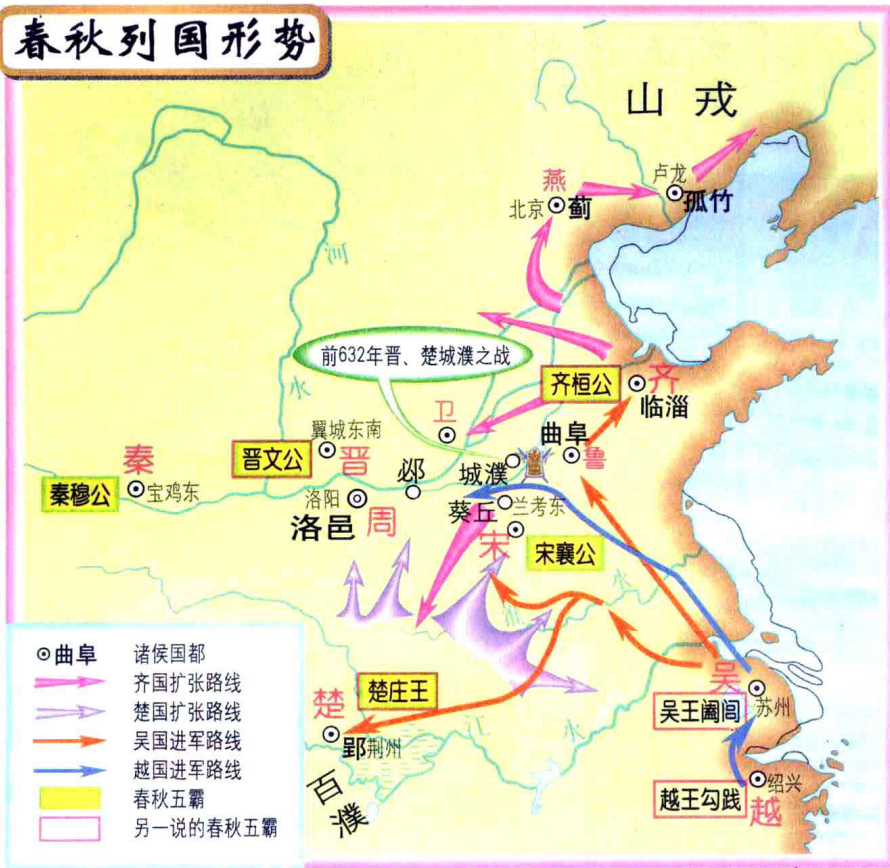 春秋列国形势
山戎
燕
卢龙
北京
蓟
孤竹
河
水
前632年晋、楚城濮之战
齐桓公
齐
临淄
卫
翼城东南
晋文公
晋
曲阜
鲁
秦
秦穆公
宝鸡东
邲
城濮
洛阳
洛邑
周
葵丘
兰考东
宋
宋襄公
水
楚
楚庄王
郢
荆州
江
水
百濮
吴
吴王阖闾
苏州
越王勾践
绍兴
越
曲阜 诸侯国都
齐国扩张路线
楚国扩张路线
吴国进军路线
越国进军路线
春秋五霸
另一说的春秋五霸